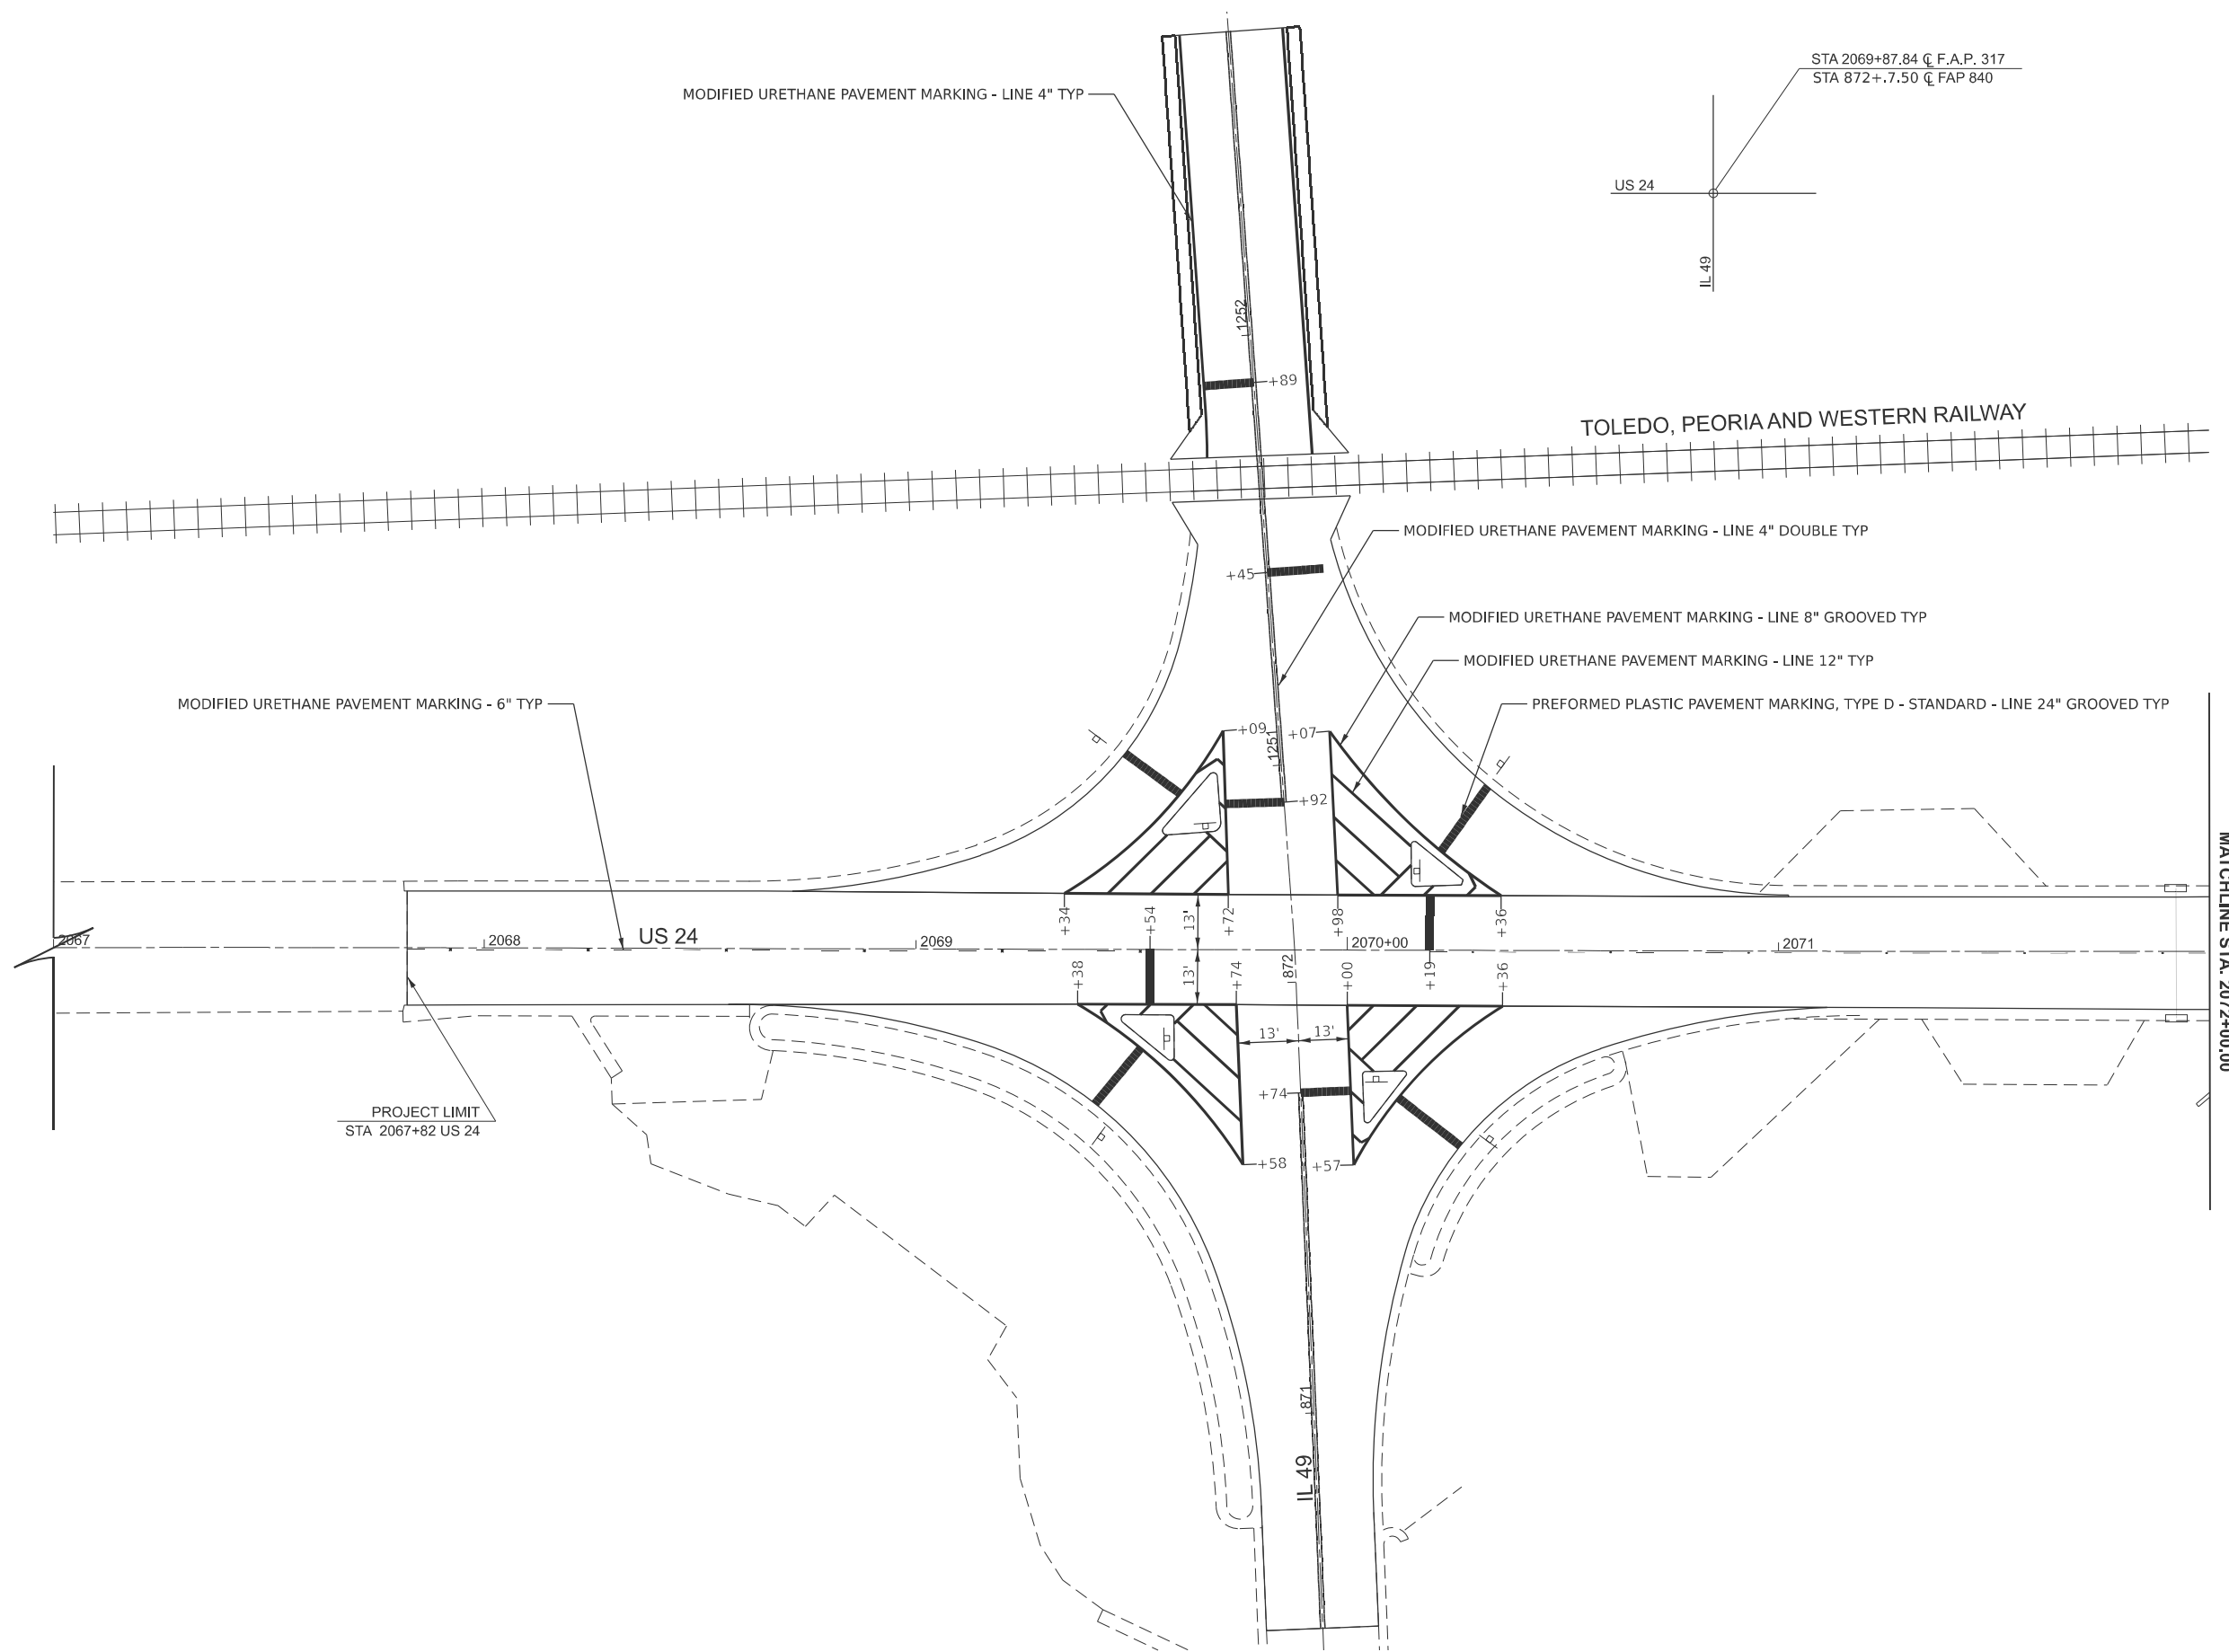 STA 2069+87.84 ℄ F.A.P. 317
STA 872+.7.50 ℄ FAP 840
MODIFIED URETHANE PAVEMENT MARKING - LINE 4" TYP
US 24
IL 49
1252
+89
TOLEDO, PEORIA AND WESTERN RAILWAY
MODIFIED URETHANE PAVEMENT MARKING - LINE 4" DOUBLE TYP
+45
MODIFIED URETHANE PAVEMENT MARKING - LINE 8" GROOVED TYP
MODIFIED URETHANE PAVEMENT MARKING - LINE 12" TYP
MODIFIED URETHANE PAVEMENT MARKING - 6" TYP
PREFORMED PLASTIC PAVEMENT MARKING, TYPE D - STANDARD - LINE 24" GROOVED TYP
+09
1251
+07
+92
MATCHLINE STA. 2072+00.00
+34
+54
13'
+72
+98
+36
2067
2068
US 24
2069
2070+00
2071
+38
13'
+74
872
+00
+19
+36
13'
13'
+74
PROJECT LIMIT
STA 2067+82 US 24
+58
+57
871
IL 49